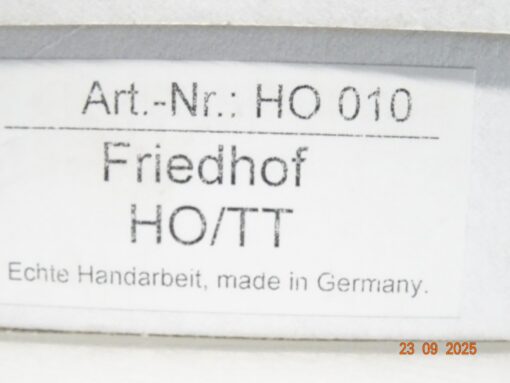 Art.-Nr.: HO 010
Friedhof
HO/TT
Echte Handarbeit, made in Germany.
23 09 2025